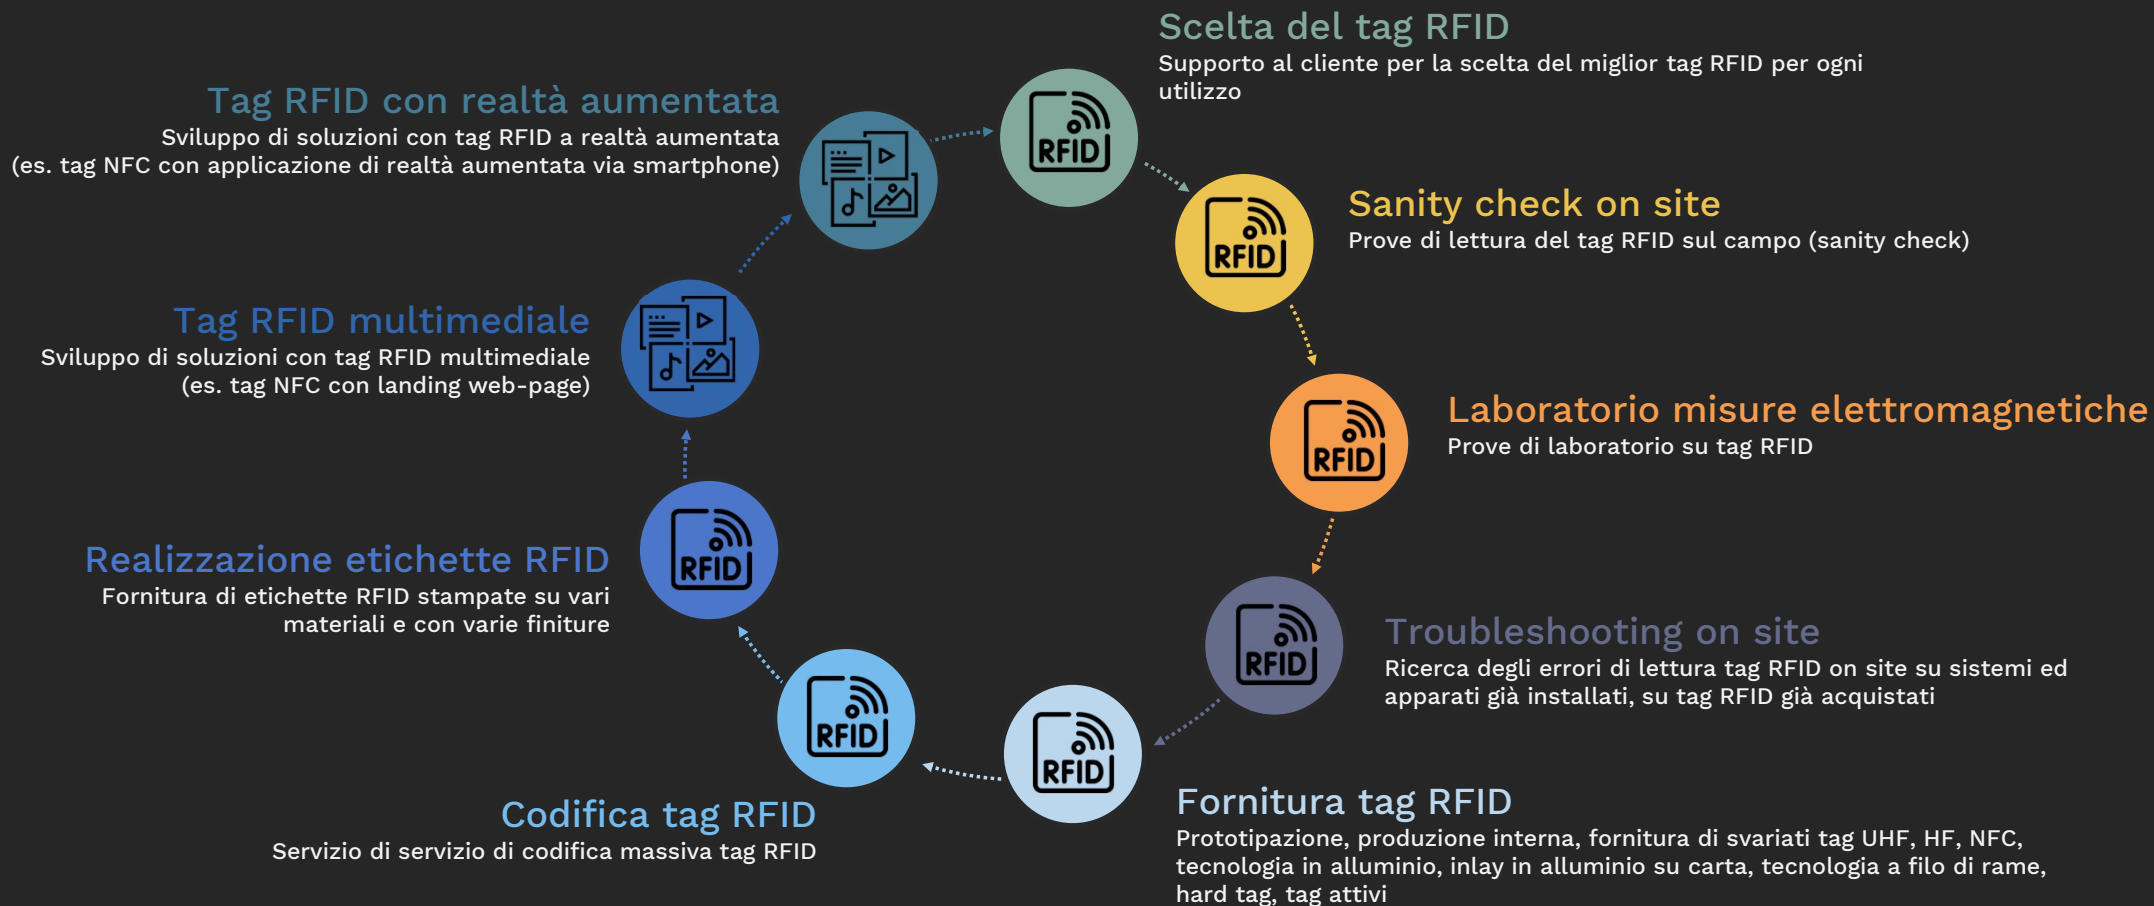 Scelta del tag RFID
Supporto al cliente per la scelta del miglior tag RFID per ogni
utilizzo
RFID
Sanity check on site
Prove di lettura del tag RFID sul campo (sanity check)
RFID
Laboratorio misure elettromagnetiche
Prove di laboratorio su tag RFID
RFID
Troubleshooting on site
Ricerca degli errori di lettura tag RFID on site su sistemi ed
apparati già installati, su tag RFID già acquistati
RFID
Fornitura tag RFID
Prototipazione, produzione interna, fornitura di svariati tag UHF, HF, NFC,
tecnologia in alluminio, inlay in alluminio su carta, tecnologia a filo di rame,
hard tag, tag attivi
RFID
Codifica tag RFID
Servizio di servizio di codifica massiva tag RFID
RFID
Realizzazione etichette RFID
Fornitura di etichette RFID stampate su vari
materiali e con varie finiture
RFID
Tag RFID multimediale
Sviluppo di soluzioni con tag RFID multimediale
(es. tag NFC con landing web-page)
Tag RFID con realtà aumentata
Sviluppo di soluzioni con tag RFID a realtà aumentata
(es. tag NFC con applicazione di realtà aumentata via smartphone)